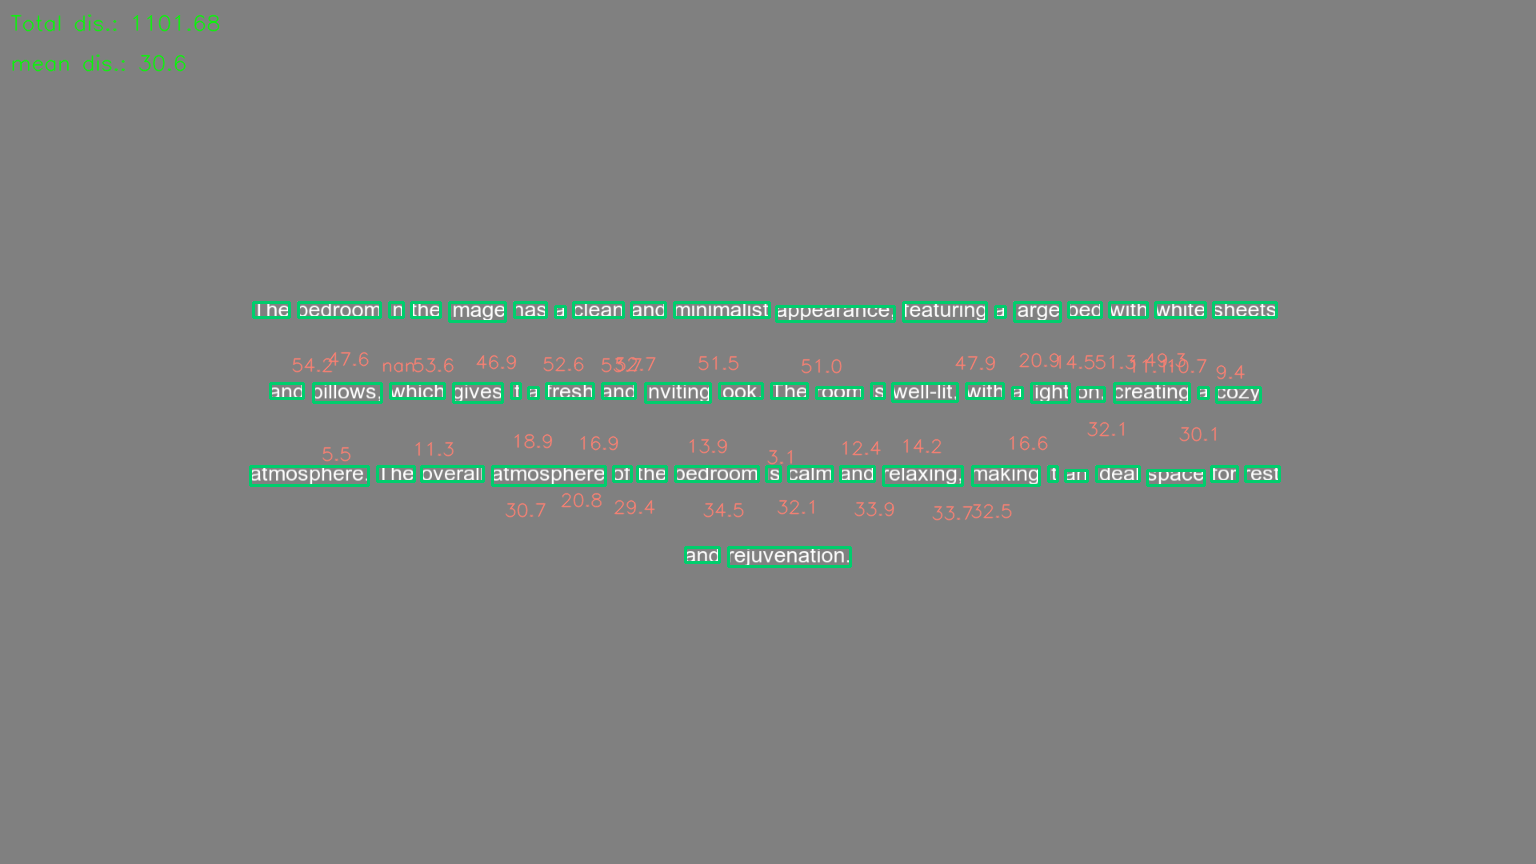 Total dis.: 1101.68
mean dis.: 30.6
The bedroom in the image has a clean and minimalist appearance, featuring a large bed with white sheets
54.2 47.6 nan 53.6 46.9 52.6 52.7 51.5 51.0 47.9 20.9 14.5 51.3 49.3 10.7 9.4
and pillows, which gives it a fresh and inviting look. The room is well-lit, with a light on, creating a cozy
5.5 11.3 18.9 16.9 13.9 3.1 12.4 14.2 16.6 32.1 30.1
atmosphere. The overall atmosphere of the bedroom is calm and relaxing, making it an ideal space for rest
30.7 20.8 29.4 34.5 32.1 33.9 33.7 32.5
and rejuvenation.